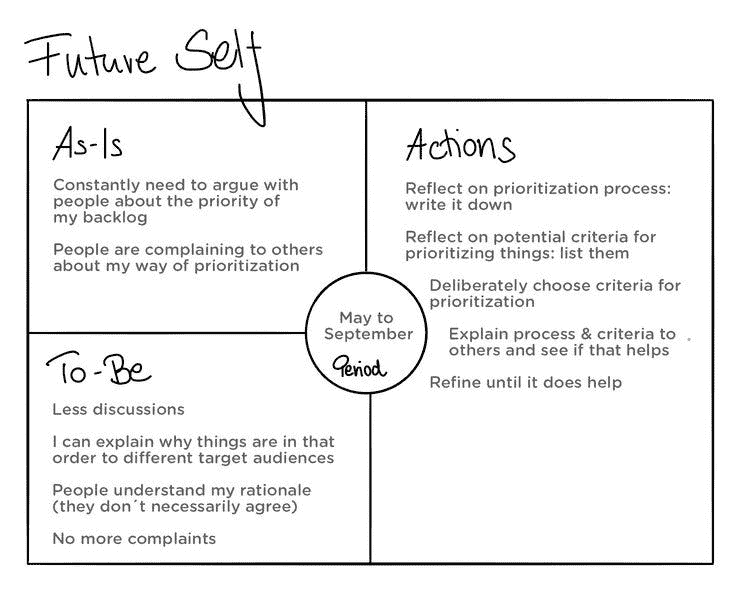 Future Self
As-Is
Constantly need to argue with
people about the priority of
my backlog
People are complaining to others
about my way of prioritization
To-Be
Less discussions
I can explain why things are in that
order to different target audiences
People understand my rationale
(they don´t necessarily agree)
No more complaints
May to
September
Period
Actions
Reflect on prioritization process:
write it down
Reflect on potential criteria for
prioritizing things: list them
Deliberately choose criteria for
prioritization
Explain process & criteria to
others and see if that helps
Refine until it does help